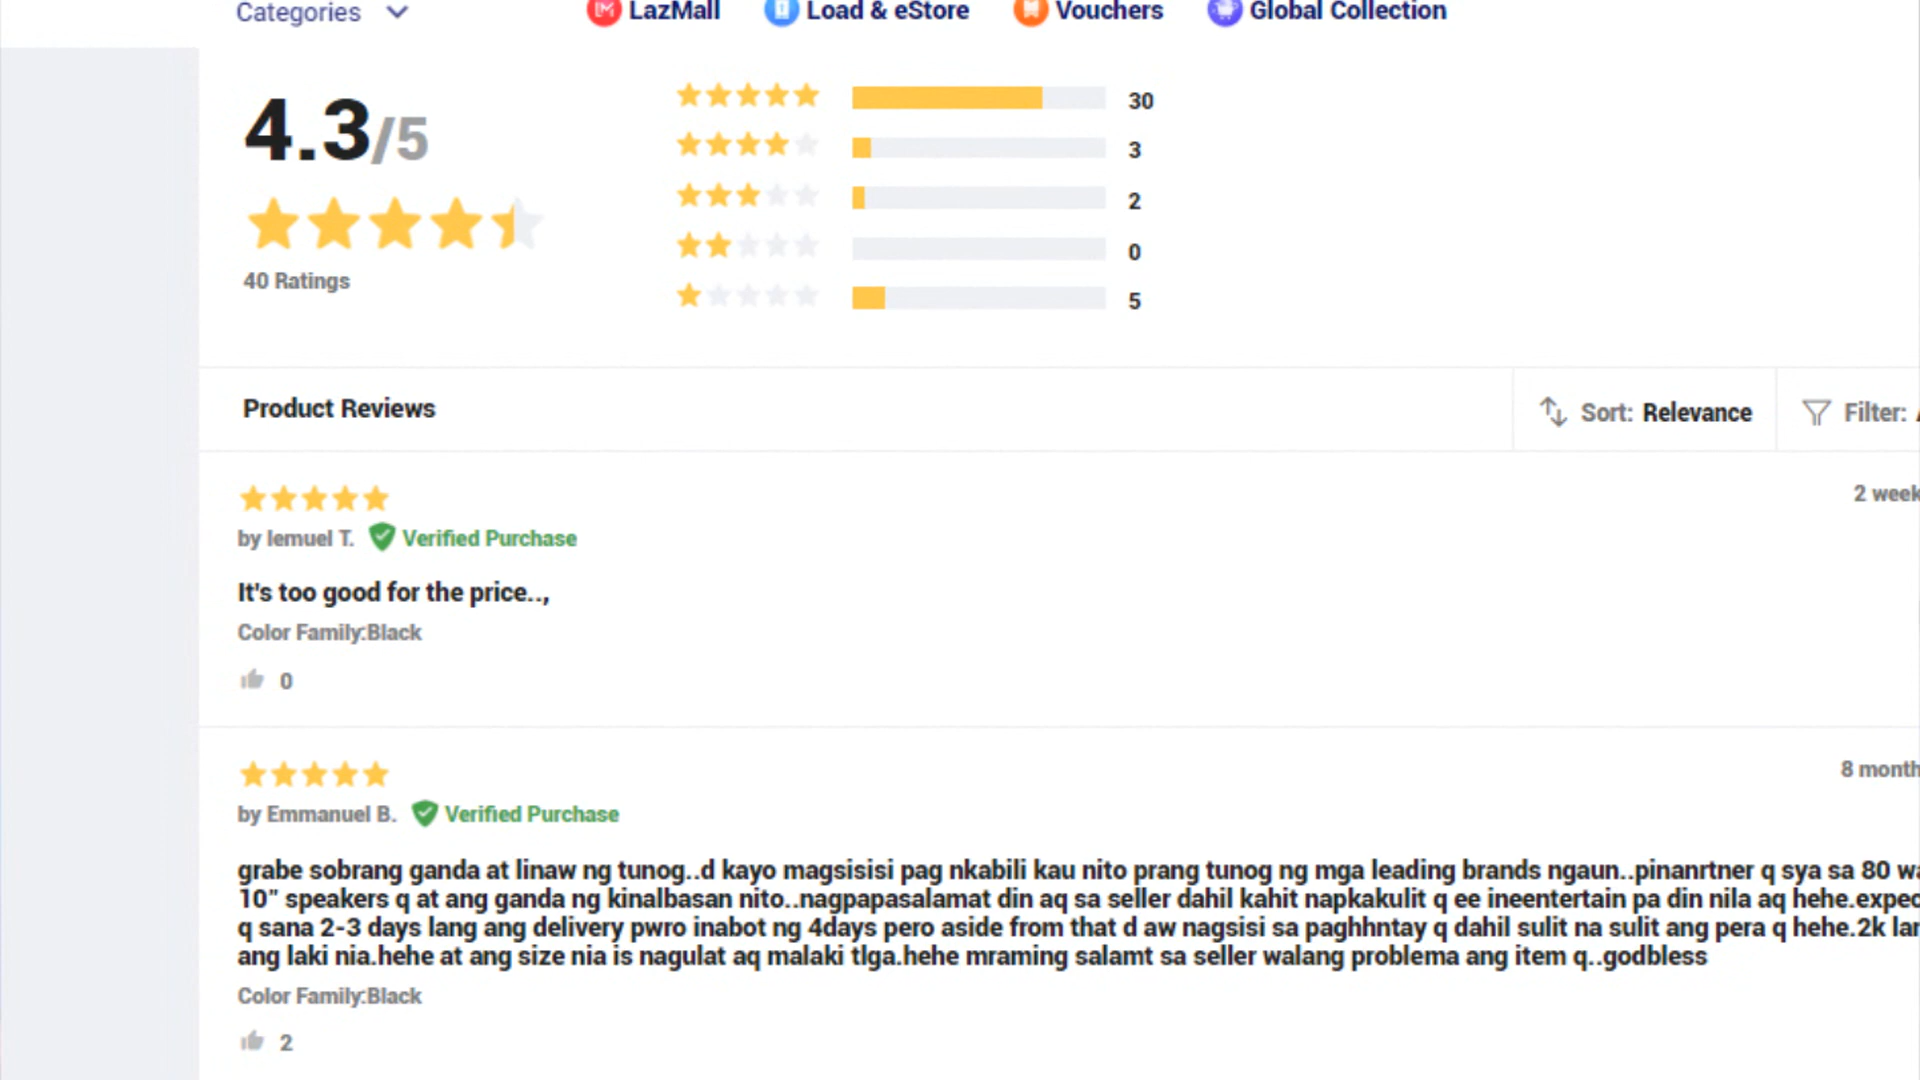 Categories
LazMall Load & eStore Vouchers Global Collection
4.3/5
40 Ratings
30
3
2
0
5
Product Reviews
Sort: Relevance
Filter:
2
by lemuel T. Verified Purchase
It's too good for the price..,
Color Family:Black
0
8
by Emmanuel B. Verified Purchase
grabe sobrang ganda at linaw ng tunog..d kayo magsisisi pag nkabili kau nito prang tunog ng mga leading brands ngaun..pinanrtner q sya sa 80
10" speakers q at ang ganda ng kinalbasan nito..nagpapasalamat din aq sa seller dahil kahit napkakulit q ee ineentertain pa din nila aq
q sana 2-3 days lang ang delivery pwro inabot ng 4days pero aside from that d aw nagsisi sa paghhntay q dahil sulit na sulit ang pera q hehe.2k
ang laki nia.hehe at ang size nia is nagulat aq malaki tlga.hehe mraming salamt sa seller walang problema ang item q..godbless
Color Family:Black
2